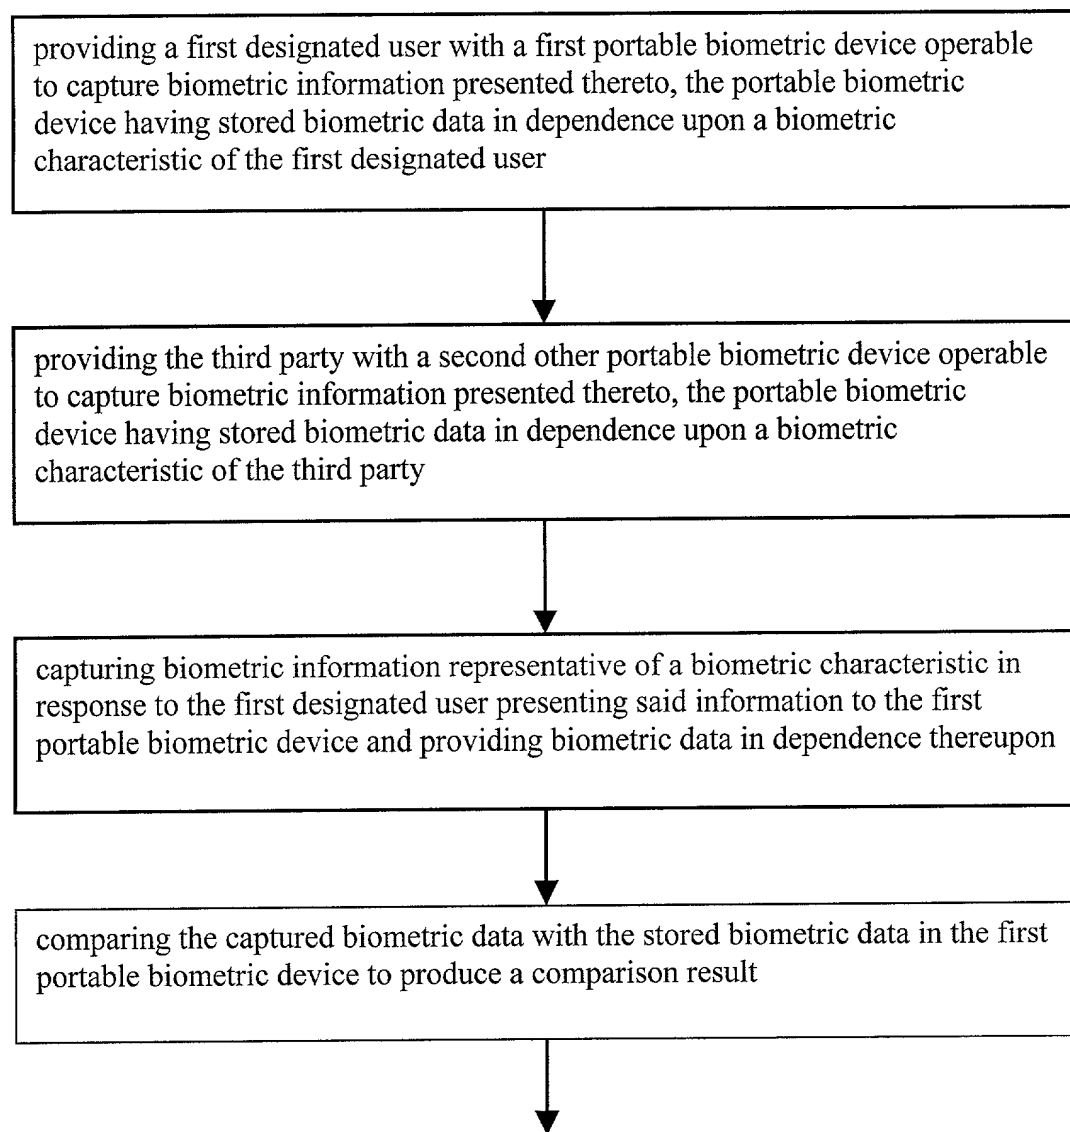 providing a first designated user with a first portable biometric device operable
to capture biometric information presented thereto, the portable biometric
device having stored biometric data in dependence upon a biometric
characteristic of the first designated user
providing the third party with a second other portable biometric device operable
to capture biometric information presented thereto, the portable biometric
device having stored biometric data in dependence upon a biometric
characteristic of the third party
capturing biometric information representative of a biometric characteristic in
response to the first designated user presenting said information to the first
portable biometric device and providing biometric data in dependence thereupon
comparing the captured biometric data with the stored biometric data in the first
portable biometric device to produce a comparison result